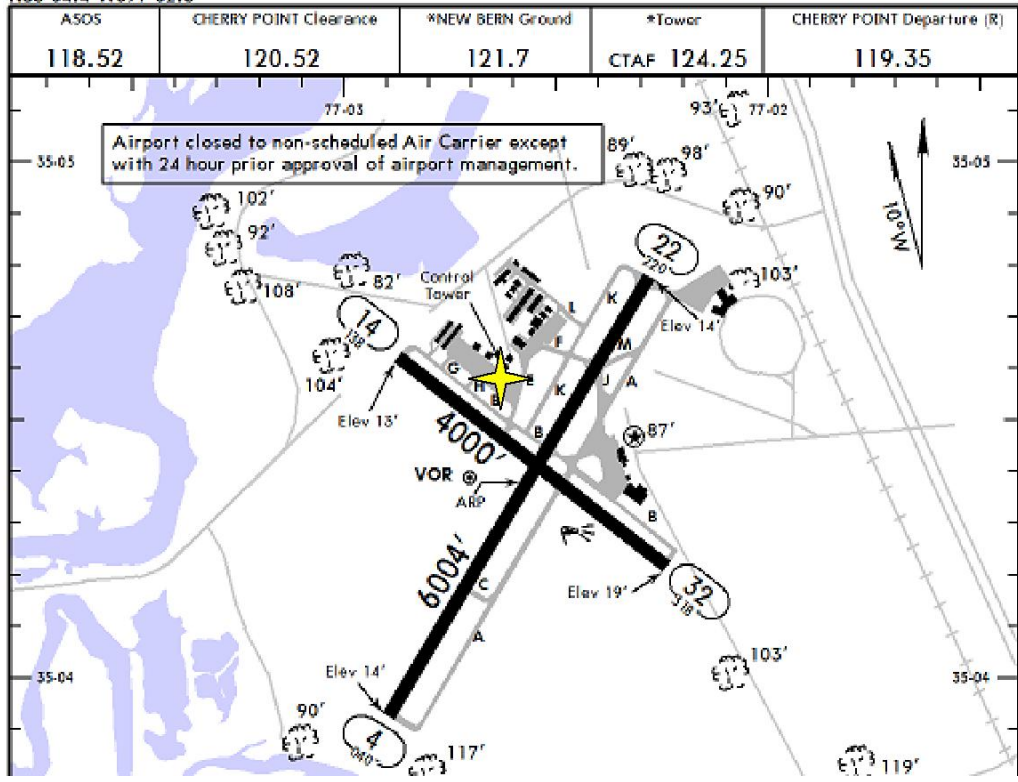 ASOS
118.52
CHERRY POINT Clearance
120.52
*NEW BERN Ground
121.7
*Tower
CTAF 124.25
CHERRY POINT Departure (R)
119.35
77-03
77-02
93'
Airport closed to non-scheduled Air Carrier except
with 24 hour prior approval of airport management.
35-05
35-05
89'
98'
90'
10°W
102'
92'
108'
82'
Control
Tower
22
220°
103'
Elev 14'
14
138
104'
Elev 13'
L
K
F
M
G
H
E
J
A
K
B
B
4000'
87'
VOR
ARP
B
6004'
C
Elev 19'
32
318°
A
103'
35-04
35-04
Elev 14'
90'
4
040°
117'
119'